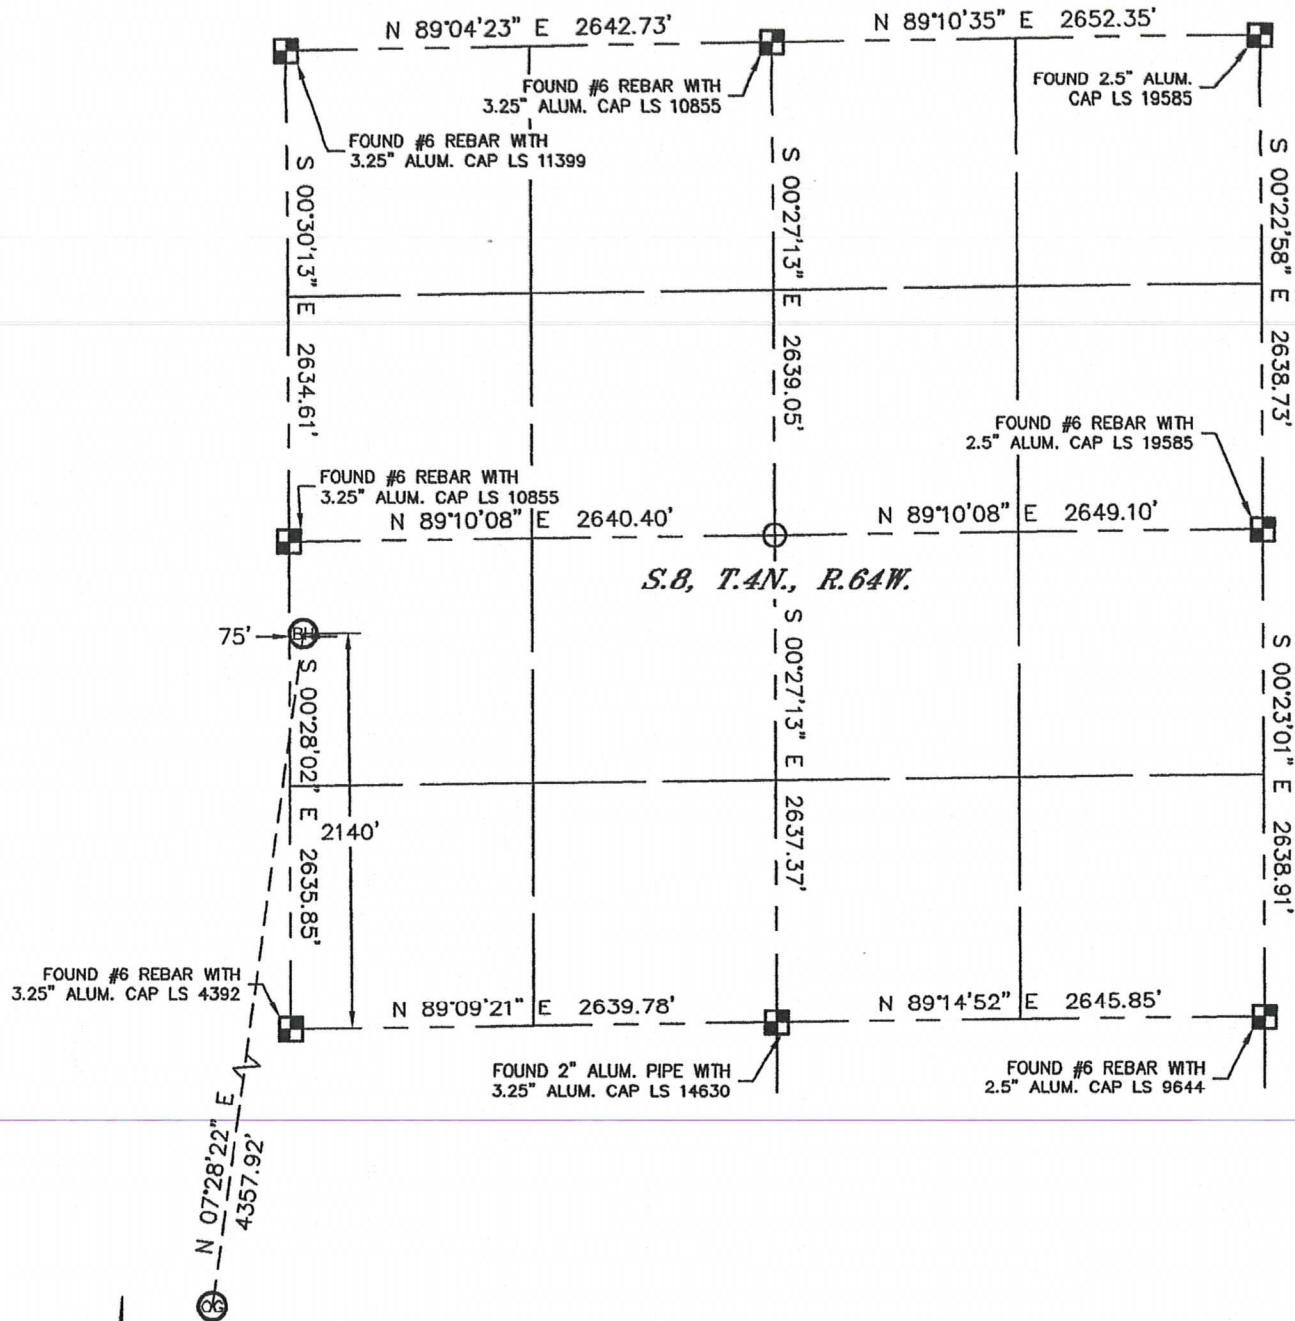 N 89°04'23" E 2642.73'
N 89°10'35" E 2652.35'
FOUND #6 REBAR WITH
3.25" ALUM. CAP LS 10855
FOUND 2.5" ALUM.
CAP LS 19585
FOUND #6 REBAR WITH
3.25" ALUM. CAP LS 11399
S 00°30'13" E 2634.61'
S 00°27'13" E 2639.05'
S 00°22'58" E 2638.73'
FOUND #6 REBAR WITH
2.5" ALUM. CAP LS 19585
FOUND #6 REBAR WITH
3.25" ALUM. CAP LS 10855
N 89°10'08" E 2640.40'
N 89°10'08" E 2649.10'
S.8, T.4N., R.64W.
75'
BH
S 00°28'02" E 2635.85'
S 00°27'13" E 2637.37'
S 00°23'01" E 2638.91'
2140'
FOUND #6 REBAR WITH
3.25" ALUM. CAP LS 4392
N 89°09'21" E 2639.78'
N 89°14'52" E 2645.85'
FOUND 2" ALUM. PIPE WITH
3.25" ALUM. CAP LS 14630
FOUND #6 REBAR WITH
2.5" ALUM. CAP LS 9644
N 07°28'22" E
4357.92'
OG